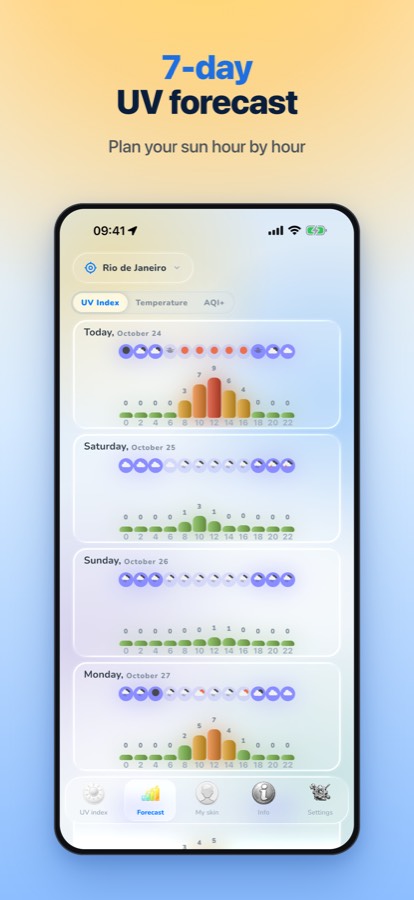 7-day
UV forecast
Plan your sun hour by hour
09:41
Rio de Janeiro
UV Index Temperature AQI+
Today, October 24
0 0 0 0 3 7 9 6 4 0 0 0
0 2 4 6 8 10 12 14 16 18 20 22
Saturday, October 25
0 0 0 0 1 3 1 0 0 0 0 0
0 2 4 6 8 10 12 14 16 18 20 22
Sunday, October 26
0 0 0 0 0 0 1 1 0 0 0 0
0 2 4 6 8 10 12 14 16 18 20 22
Monday, October 27
0 0 0 0 2 5 7 4 1 0 0 0
0 2 4 6 8 10 12 14 16 18 20 22
UV index Forecast My skin Info Settings
3 4 5